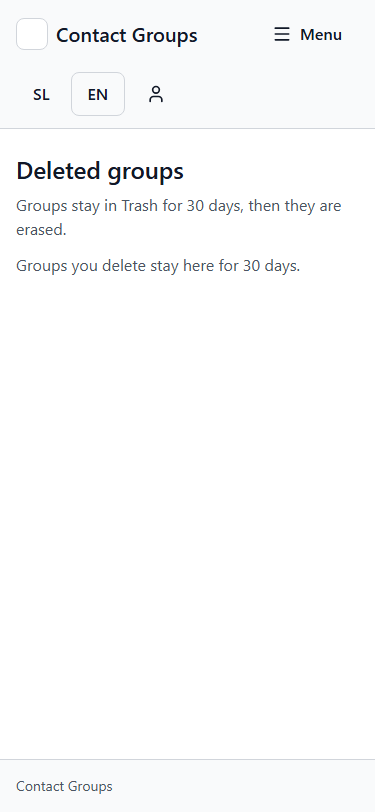 Contact Groups
Menu
SL
EN
Deleted groups
Groups stay in Trash for 30 days, then they are
erased.
Groups you delete stay here for 30 days.
Contact Groups